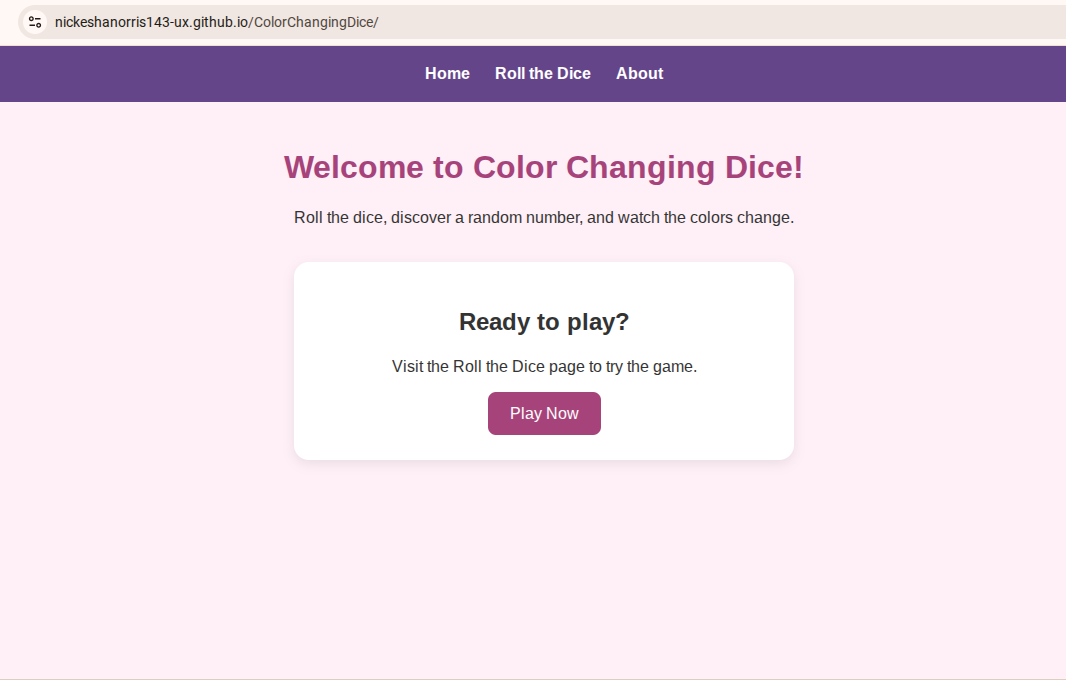 nickeshanorris143-ux.github.io/ColorChangingDice/
Home Roll the Dice About
Welcome to Color Changing Dice!
Roll the dice, discover a random number, and watch the colors change.
Ready to play?
Visit the Roll the Dice page to try the game.
Play Now